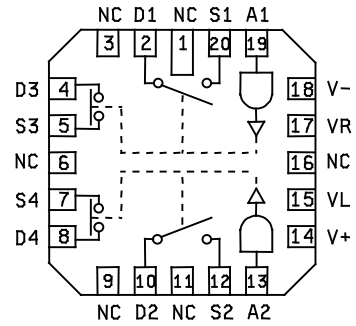 NC D1 NC S1 A1
3 2 1 20 19
D3 4 18 V-
S3 5 17 VR
NC 6 16 NC
S4 7 15 VL
D4 8 14 V+
9 10 11 12 13
NC D2 NC S2 A2